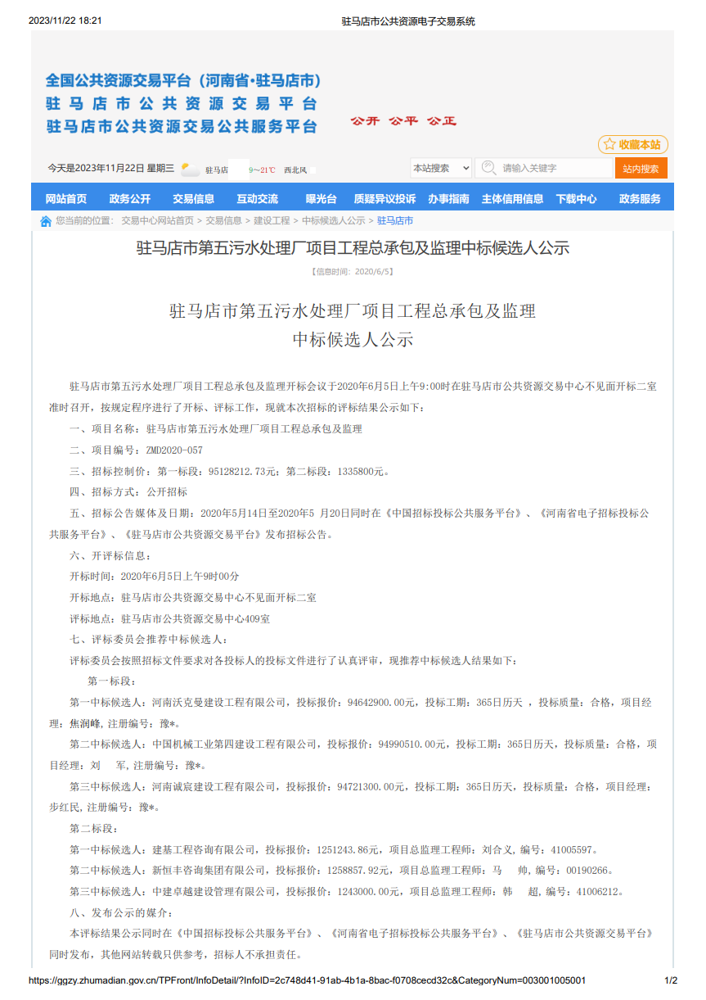 2023/11/22 18:21
驻马店市公共资源电子交易系统
全国公共资源交易平台（河南省·驻马店市）
驻马店市公共资源交易平台
驻马店市公共资源交易公共服务平台
公开 公平 公正
收藏本站
今天是2023年11月22日 星期三
驻马店
9～21℃
西北风
本站搜索
请输入关键字
站内搜索
网站首页 政务公开 交易信息 互动交流 曝光台 质疑异议投诉 办事指南 主体信用信息 下载中心 政务服务
您当前的位置： 交易中心网站首页 > 交易信息 > 建设工程 > 中标候选人公示 > 驻马店市
驻马店市第五污水处理厂项目工程总承包及监理中标候选人公示
【信息时间：2020/6/5】
驻马店市第五污水处理厂项目工程总承包及监理
中标候选人公示
驻马店市第五污水处理厂项目工程总承包及监理开标会议于2020年6月5日上午9:00时在驻马店市公共资源交易中心不见面开标二室
准时召开，按规定程序进行了开标、评标工作，现就本次招标的评标结果公示如下：
一、项目名称：驻马店市第五污水处理厂项目工程总承包及监理
二、项目编号：ZMD2020-057
三、招标控制价：第一标段：95128212.73元；第二标段：1335800元。
四、招标方式：公开招标
五、招标公告媒体及日期：2020年5月14日至2020年5 月20日同时在《中国招标投标公共服务平台》、《河南省电子招标投标公
共服务平台》、《驻马店市公共资源交易平台》发布招标公告。
六、开评标信息：
开标时间：2020年6月5日上午9时00分
开标地点：驻马店市公共资源交易中心不见面开标二室
评标地点：驻马店市公共资源交易中心409室
七、评标委员会推荐中标候选人：
评标委员会按照招标文件要求对各投标人的投标文件进行了认真评审，现推荐中标候选人结果如下：
第一标段：
第一中标候选人：河南沃克曼建设工程有限公司，投标报价：94642900.00元，投标工期：365日历天 ，投标质量：合格，项目经
理：焦润峰,注册编号：豫*。
第二中标候选人：中国机械工业第四建设工程有限公司，投标报价：94990510.00元，投标工期：365日历天，投标质量：合格，项
目经理：刘  军,注册编号：豫*。
第三中标候选人：河南诚宸建设工程有限公司，投标报价：94721300.00元，投标工期：365日历天，投标质量：合格，项目经理：
步红民,注册编号：豫*。
第二标段：
第一中标候选人：建基工程咨询有限公司，投标报价：1251243.86元，项目总监理工程师：刘合义,编号：41005597。
第二中标候选人：新恒丰咨询集团有限公司，投标报价：1258857.92元，项目总监理工程师：马  帅,编号：00190266。
第三中标候选人：中建卓越建设管理有限公司，投标报价：1243000.00元，项目总监理工程师：韩  超,编号：41006212。
八、发布公示的媒介：
本评标结果公示同时在《中国招标投标公共服务平台》、《河南省电子招标投标公共服务平台》、《驻马店市公共资源交易平台》
同时发布，其他网站转载只供参考，招标人不承担责任。
https://ggzy.zhumadian.gov.cn/TPFront/InfoDetail/?InfoID=2c748d41-91ab-4b1a-8bac-f0708cecd32c&CategoryNum=003001005001
1/2